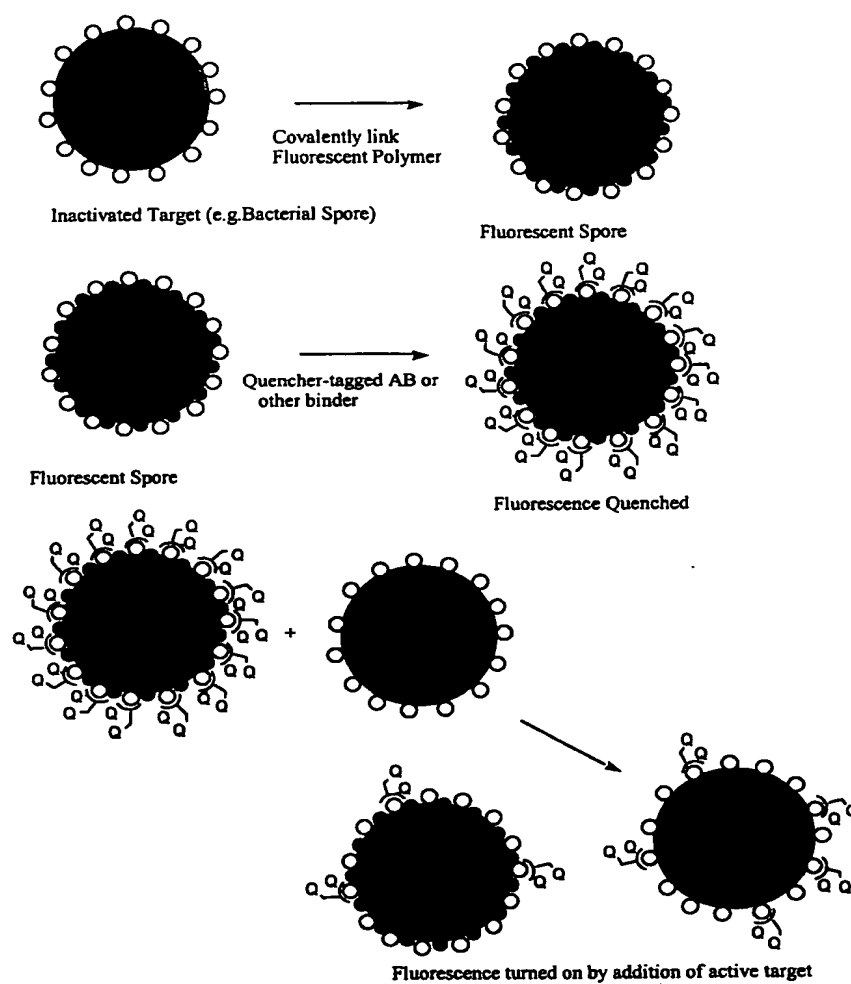 Covalently link
Fluorescent Polymer
Inactivated Target (e.g.Bacterial Spore)
Fluorescent Spore
Quencher-tagged AB or
other binder
Fluorescent Spore
Fluorescence Quenched
+
Fluorescence turned on by addition of active target